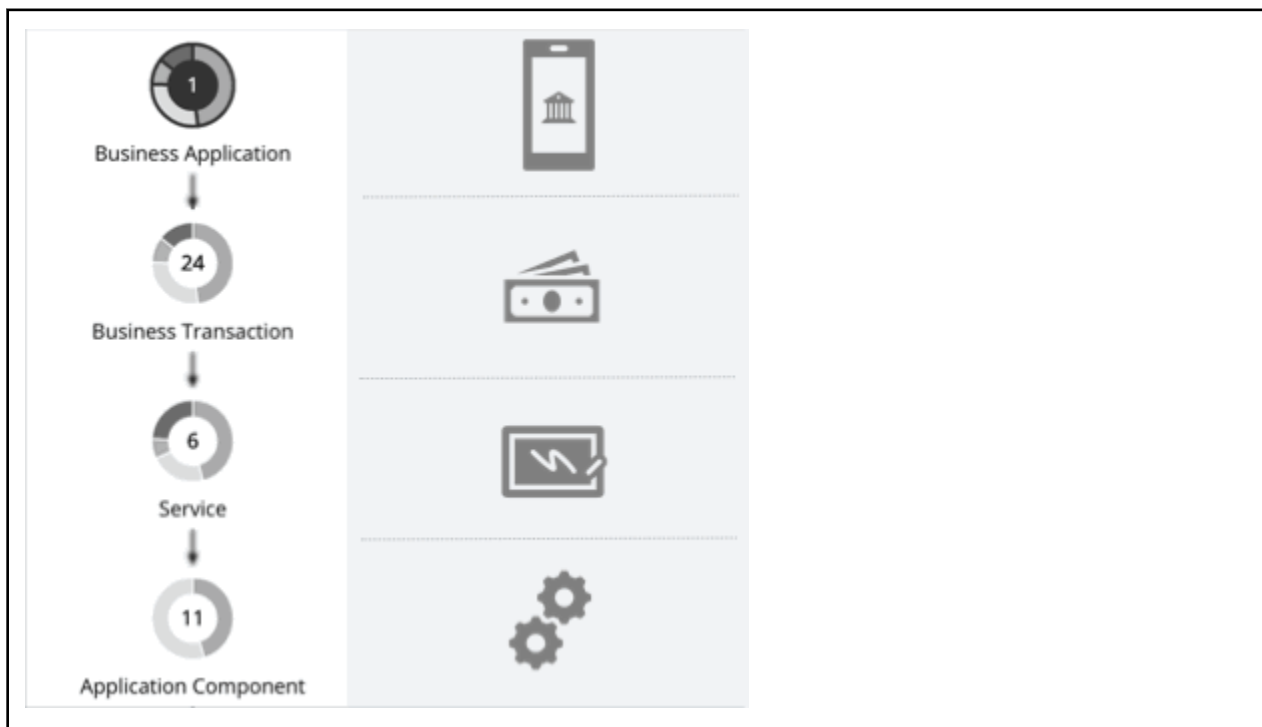 1
Business Application
24
Business Transaction
6
Service
11
Application Component